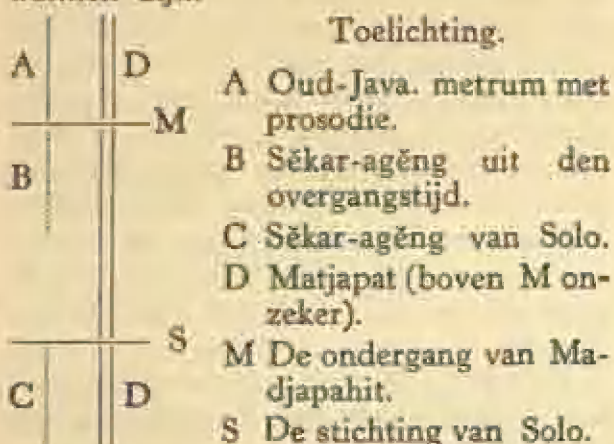 Toelichting.
A D
M
B
S
C D
A Oud-Java. metrum met
prosodie.
B Sĕkar-agĕng uit den
overgangstijd.
C Sĕkar-agĕng van Solo.
D Matjapat (boven M on-
zeker).
M De ondergang van Ma-
djapahit.
S De stichting van Solo.